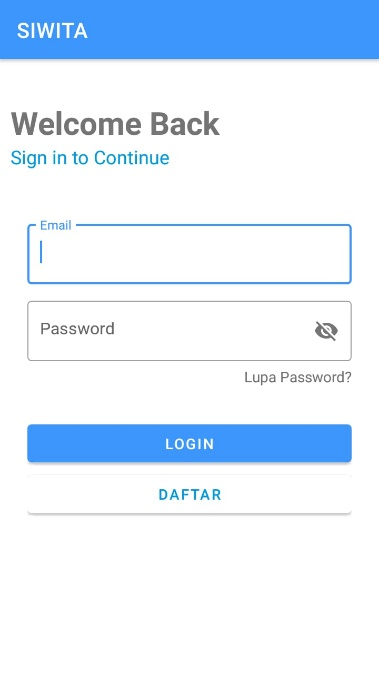 SIWITA
Welcome Back
Sign in to Continue
Email
Password
Lupa Password?
LOGIN
DAFTAR